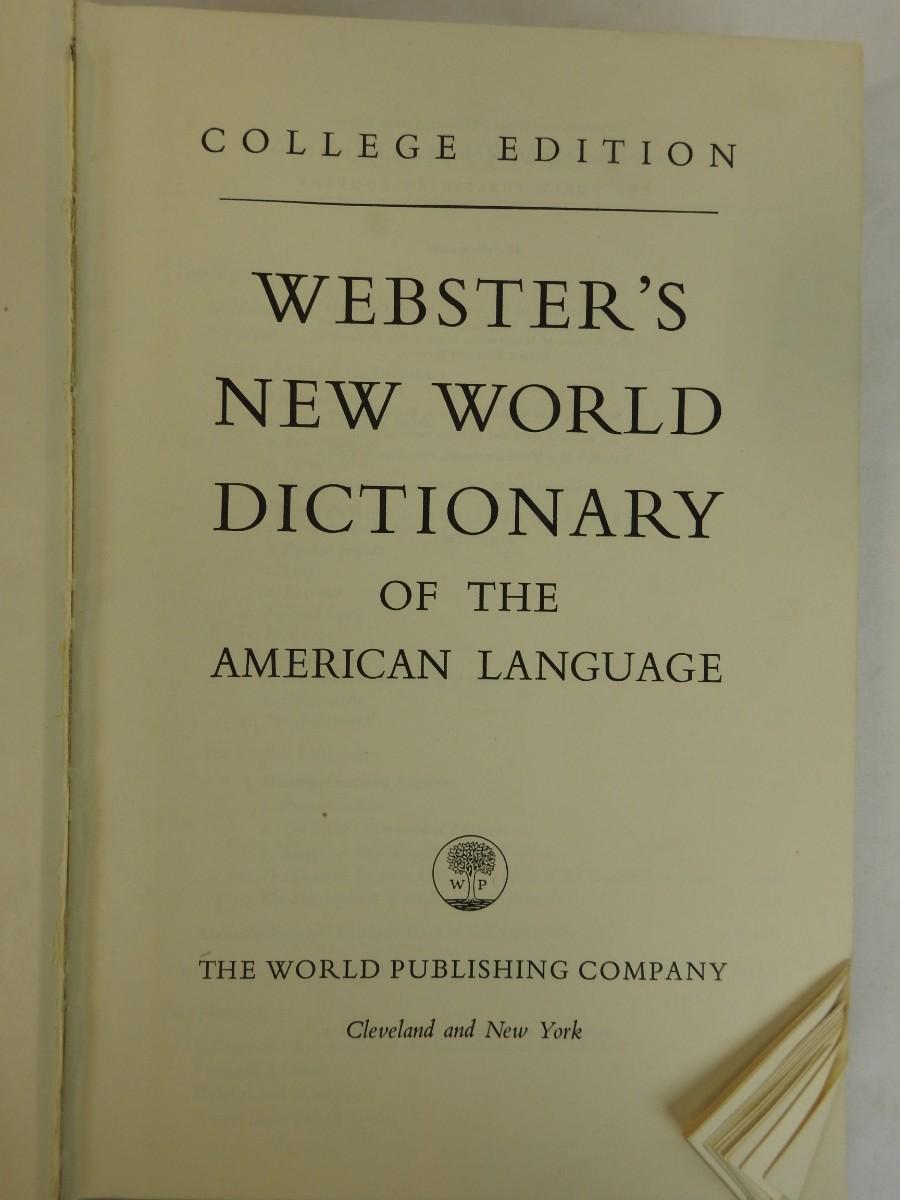 COLLEGE EDITION
WEBSTER'S
NEW WORLD
DICTIONARY
OF THE
AMERICAN LANGUAGE
W P
THE WORLD PUBLISHING COMPANY
Cleveland and New York